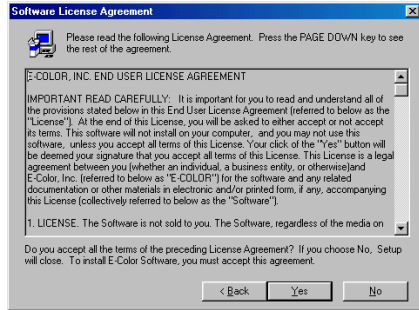 Software License Agreement
Please read the following License Agreement. Press the PAGE DOWN key to see
the rest of the agreement.
E-COLOR, INC. END USER LICENSE AGREEMENT
IMPORTANT READ CAREFULLY: It is important for you to read and understand all of
the provisions stated below in this End User License Agreement (referred to below as the
"License"). At the end of this License, you will be asked to either accept or not accept
its terms. This software will not install on your computer, and you may not use this
software, unless you accept all terms of this License. Your click of the "Yes" button will
be deemed your signature that you accept all terms of this License. This License is a legal
agreement between you (whether an individual, a business entity, or otherwise)and
E-Color, Inc. (referred to below as "E-COLOR") for the software and any related
documentation or other materials in electronic and/or printed form, if any, accompanying
this License (collectively referred to below as the "Software").
1. LICENSE. The Software is not sold to you. The Software, regardless of the media on
Do you accept all the terms of the preceding License Agreement? If you choose No, Setup
will close. To install E-Color Software, you must accept this agreement.
< Back Yes No